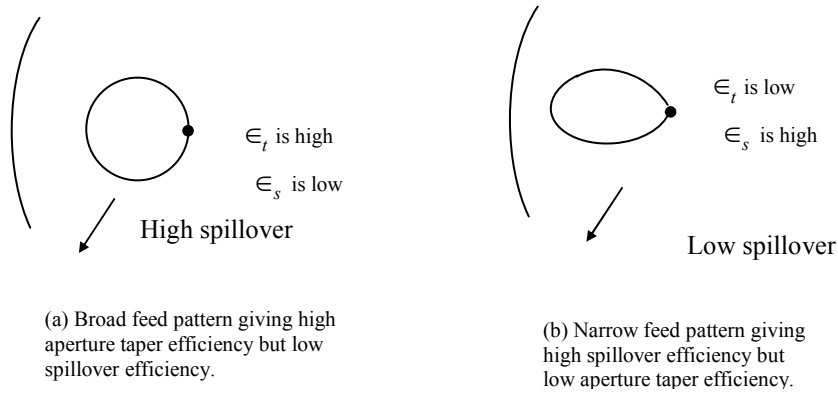 ∈t is high
∈s is low
High spillover
(a) Broad feed pattern giving high
aperture taper efficiency but low
spillover efficiency.
∈t is low
∈s is high
Low spillover
(b) Narrow feed pattern giving
high spillover efficiency but
low aperture taper efficiency.